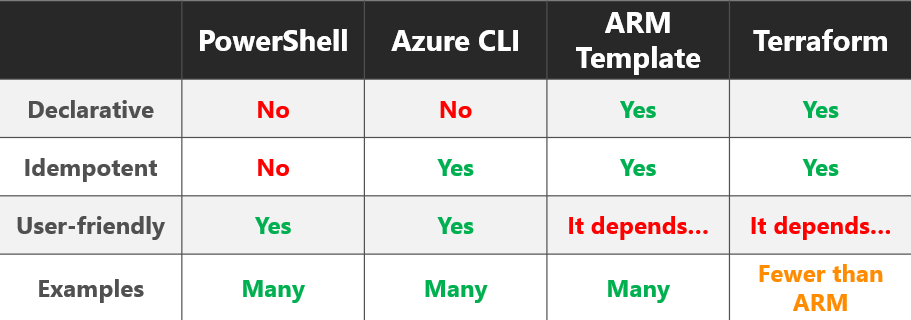 PowerShell Azure CLI ARM Template Terraform
Declarative No No Yes Yes
Idempotent No Yes Yes Yes
User-friendly Yes Yes It depends... It depends...
Examples Many Many Many Fewer than ARM